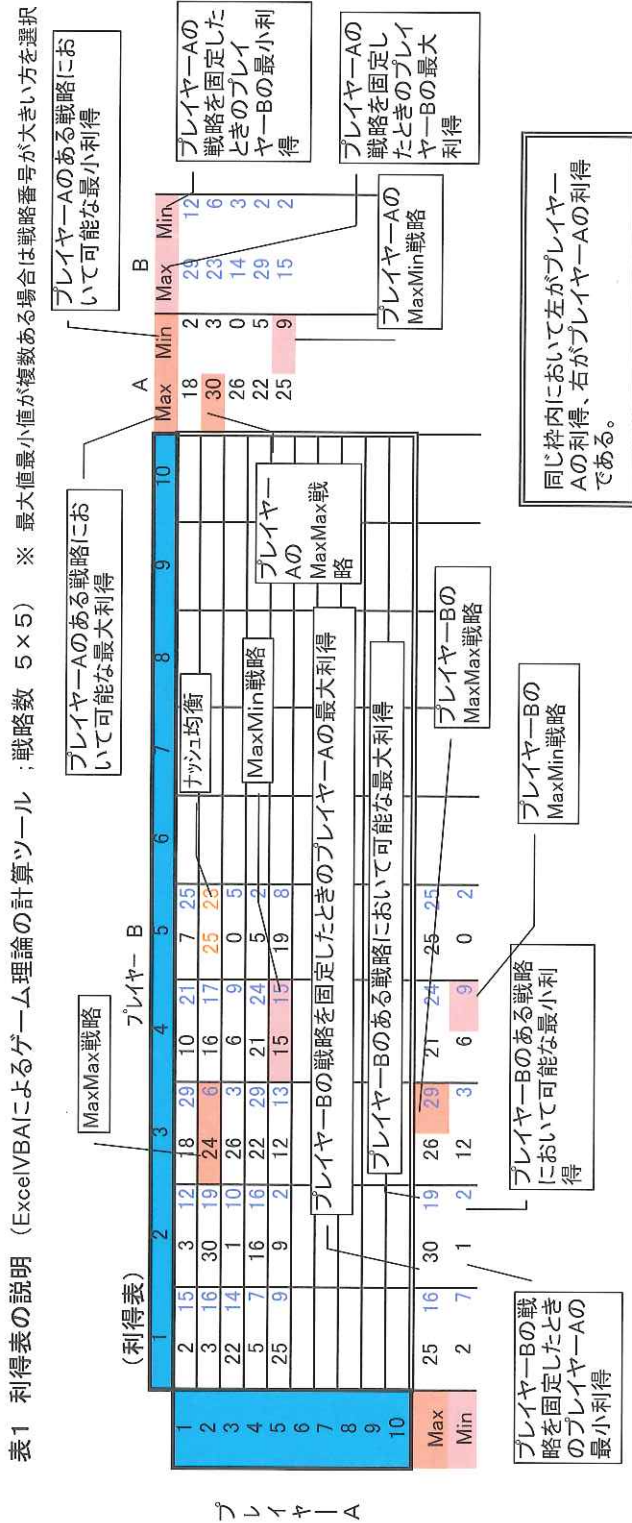 表1 利得表の説明 (ExcelVBAによるゲーム理論の計算ツール ;戦略数 5×5) ※ 最大値最小値が複数ある場合は戦略番号が大きい方を選択
MaxMax戦略
プレイヤーAのある戦略にお
いて可能な最大利得
プレイヤーAのある戦略にお
いて可能な最小利得
(利得表)
プレイヤー B
A B
1 2 3 4 5 6 7 8 9 10 Max Min Max Min
プレイヤーA
1 2 15 3 12 18 29 10 21 7 25 18 2 29 12
2 3 16 30 19 24 6 16 17 25 23 30 3 23 6
3 22 14 1 10 26 3 6 9 0 5 26 0 14 3
4 5 7 16 16 22 29 21 24 5 2 22 5 29 2
5 25 9 9 2 12 13 15 15 19 8 25 9 15 2
6
7
8
9
10
Max 25 16 30 19 26 29 21 24 25 25
Min 2 7 1 2 12 3 6 9 0 2
ナッシュ均衡
MaxMin戦略
プレイヤー
Aの
MaxMax戦
略
プレイヤーBの戦略を固定したときのプレイヤーAの最大利得
プレイヤーBのある戦略において可能な最大利得
プレイヤーAの
戦略を固定した
ときのプレイ
ヤーBの最小利
得
プレイヤーAの
戦略を固定し
たときのプレイ
ヤーBの最大
利得
プレイヤーAの
MaxMin戦略
プレイヤーBの
MaxMax戦略
プレイヤーBの
MaxMin戦略
プレイヤーBの戦
略を固定したとき
のプレイヤーAの
最小利得
プレイヤーBのある戦略
において可能な最小利
得
同じ枠内において左がプレイヤー
Aの利得、右がプレイヤーAの利得
である。